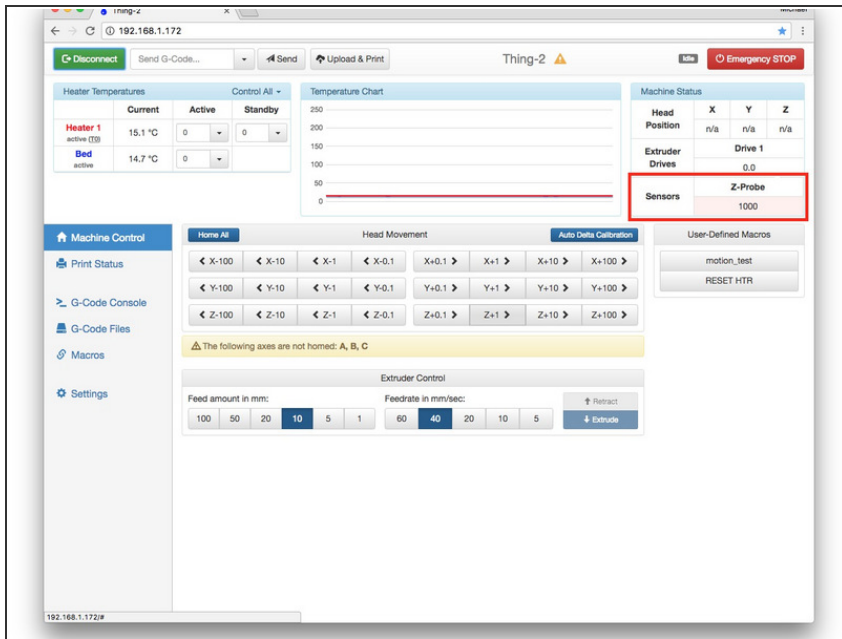 Thing-2 ×
192.168.1.172
Disconnect Send G-Code... Send Upload & Print Thing-2 Idle Emergency STOP
Heater Temperatures Control All
Current Active Standby
Heater 1
active (T0)
15.1 °C 0 0
Bed
active
14.7 °C 0
Temperature Chart
250
200
150
100
50
0
Machine Status
Head Position X Y Z
n/a n/a n/a
Extruder Drives Drive 1
0.0
Sensors Z-Probe
1000
Machine Control
Print Status
G-Code Console
G-Code Files
Macros
Settings
Home All Head Movement Auto Delta Calibration
X-100 X-10 X-1 X-0.1 X+0.1 X+1 X+10 X+100
Y-100 Y-10 Y-1 Y-0.1 Y+0.1 Y+1 Y+10 Y+100
Z-100 Z-10 Z-1 Z-0.1 Z+0.1 Z+1 Z+10 Z+100
The following axes are not homed: A, B, C
Extruder Control
Feed amount in mm: Feedrate in mm/sec:
100 50 20 10 5 1 60 40 20 10 5
Retract
Extrude
User-Defined Macros
motion_test
RESET HTR
192.168.1.172/#